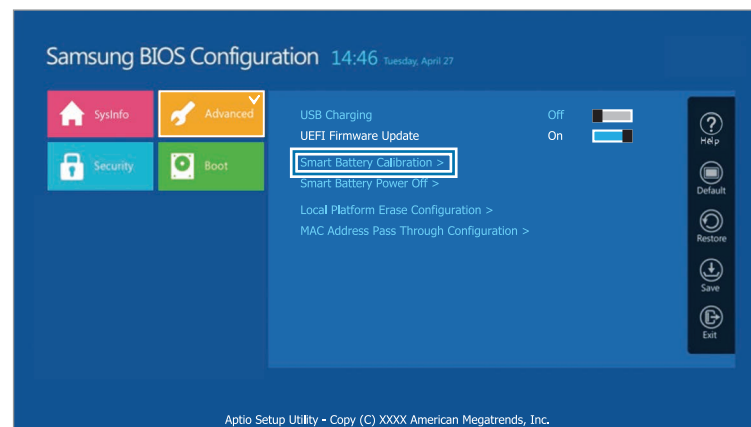 Samsung BIOS Configuration 14:46 Tuesday, April 27
SysInfo
Advanced
Security
Boot
USB Charging Off
UEFI Firmware Update On
Smart Battery Calibration >
Smart Battery Power Off >
Local Platform Erase Configuration >
MAC Address Pass Through Configuration >
?
Help
Default
Restore
Save
Exit
Aptio Setup Utility - Copy (C) XXXX American Megatrends, Inc.